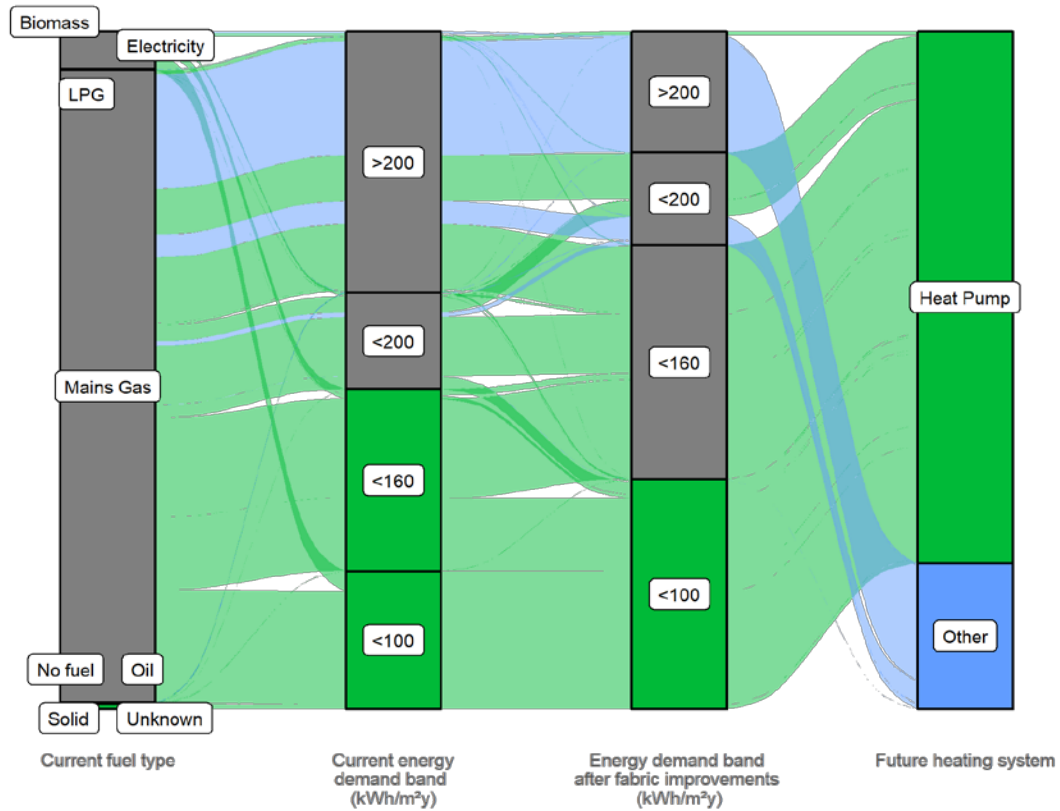 Biomass
Electricity
LPG
Mains Gas
No fuel
Oil
Solid
Unknown
>200
<200
<160
<100
>200
<200
<160
<100
Heat Pump
Other
Current fuel type
Current energy
demand band
(kWh/m²y)
Energy demand band
after fabric improvements
(kWh/m²y)
Future heating system